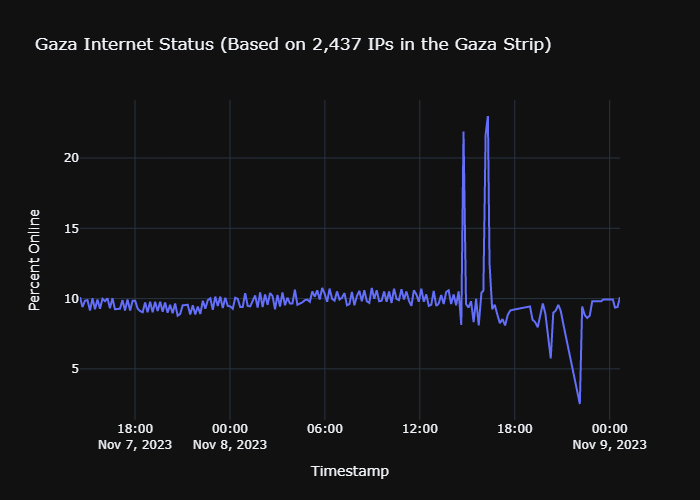 Gaza Internet Status (Based on 2,437 IPs in the Gaza Strip)
Percent Online
20
15
10
5
18:00
Nov 7, 2023
00:00
Nov 8, 2023
06:00
12:00
18:00
00:00
Nov 9, 2023
Timestamp